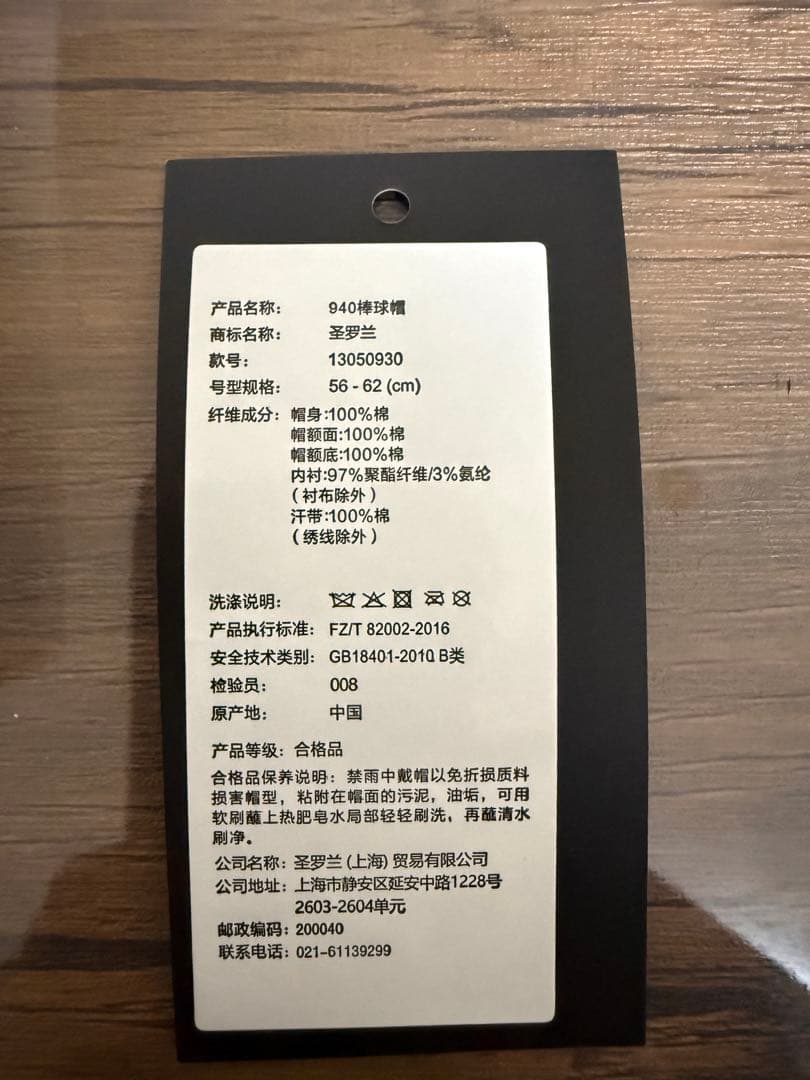 产品名称： 940棒球帽
商标名称： 圣罗兰
款号： 13050930
号型规格： 56 - 62 (cm)
纤维成分：帽身:100%棉
帽额面:100%棉
帽额底:100%棉
内衬:97%聚酯纤维/3%氨纶
（衬布除外）
汗带:100%棉
（绣线除外）
洗涤说明：
产品执行标准： FZ/T 82002-2016
安全技术类别： GB18401-2010 B类
检验员： 008
原产地： 中国
产品等级：合格品
合格品保养说明：禁雨中戴帽以免折损质料
损害帽型，粘附在帽面的污泥，油垢，可用
软刷蘸上热肥皂水局部轻轻刷洗，再蘸清水
刷净。
公司名称：圣罗兰 (上海) 贸易有限公司
公司地址：上海市静安区延安中路1228号
2603-2604单元
邮政编码：200040
联系电话：021-61139299